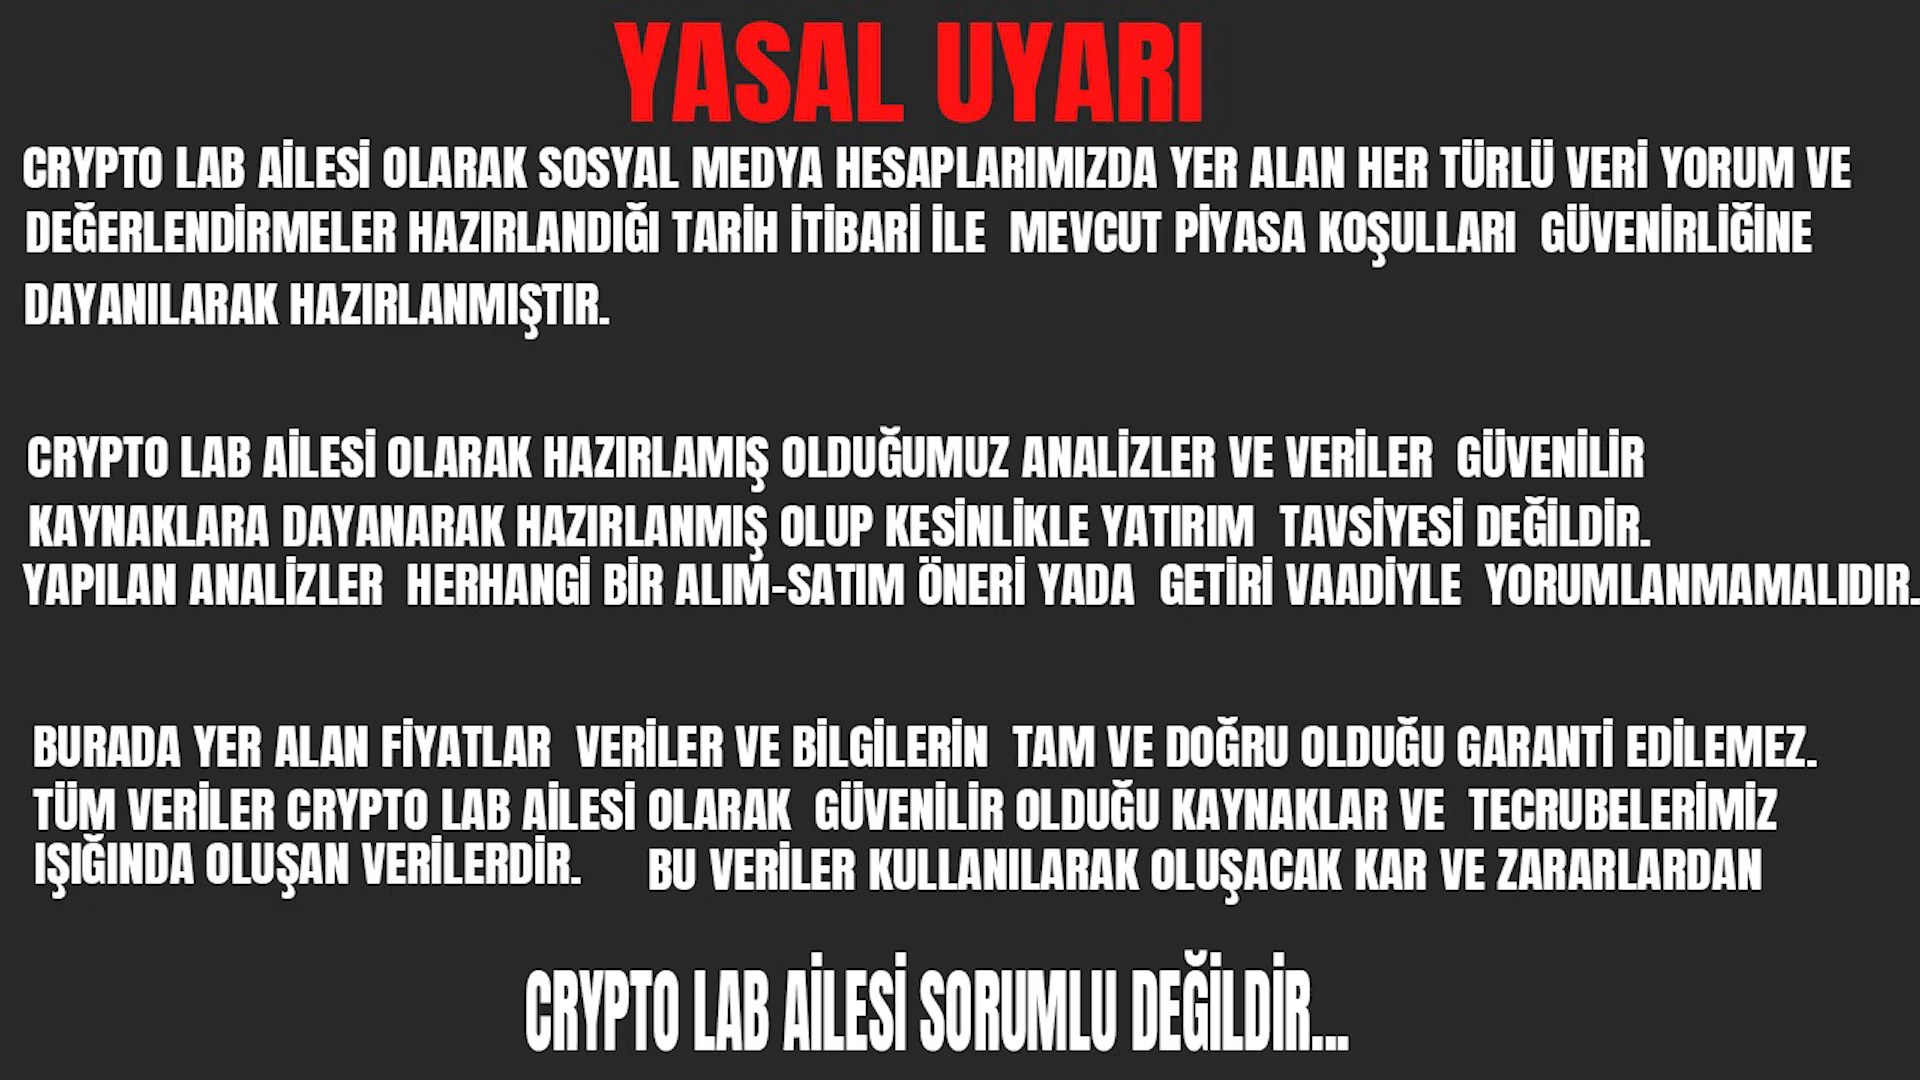 YASAL UYARI
CRYPTO LAB AİLESİ OLARAK SOSYAL MEDYA HESAPLARIMIZDA YER ALAN HER TÜRLÜ VERİ YORUM VE
DEĞERLENDİRMELER HAZIRLANDIĞI TARİH İTİBARİ İLE MEVCUT PİYASA KOŞULLARI GÜVENİRLİĞİNE
DAYANILARAK HAZIRLANMIŞTIR.
CRYPTO LAB AİLESİ OLARAK HAZIRLAMIŞ OLDUĞUMUZ ANALİZLER VE VERİLER GÜVENİLİR
KAYNAKLARA DAYANARAK HAZIRLANMIŞ OLUP KESİNLİKLE YATIRIM TAVSİYESİ DEĞİLDİR.
YAPILAN ANALİZLER HERHANGİ BİR ALIM-SATIM ÖNERİ YADA GETİRİ VAADİYLE YORUMLANMAMALIDIR.
BURADA YER ALAN FİYATLAR VERİLER VE BİLGİLERİN TAM VE DOĞRU OLDUĞU GARANTİ EDİLEMEZ.
TÜM VERİLER CRYPTO LAB AİLESİ OLARAK GÜVENİLİR OLDUĞU KAYNAKLAR VE TECRUBELERİMİZ
IŞIĞINDA OLUŞAN VERİLERDİR. BU VERİLER KULLANILARAK OLUŞACAK KAR VE ZARARLARDAN
CRYPTO LAB AİLESİ SORUMLU DEĞİLDİR...